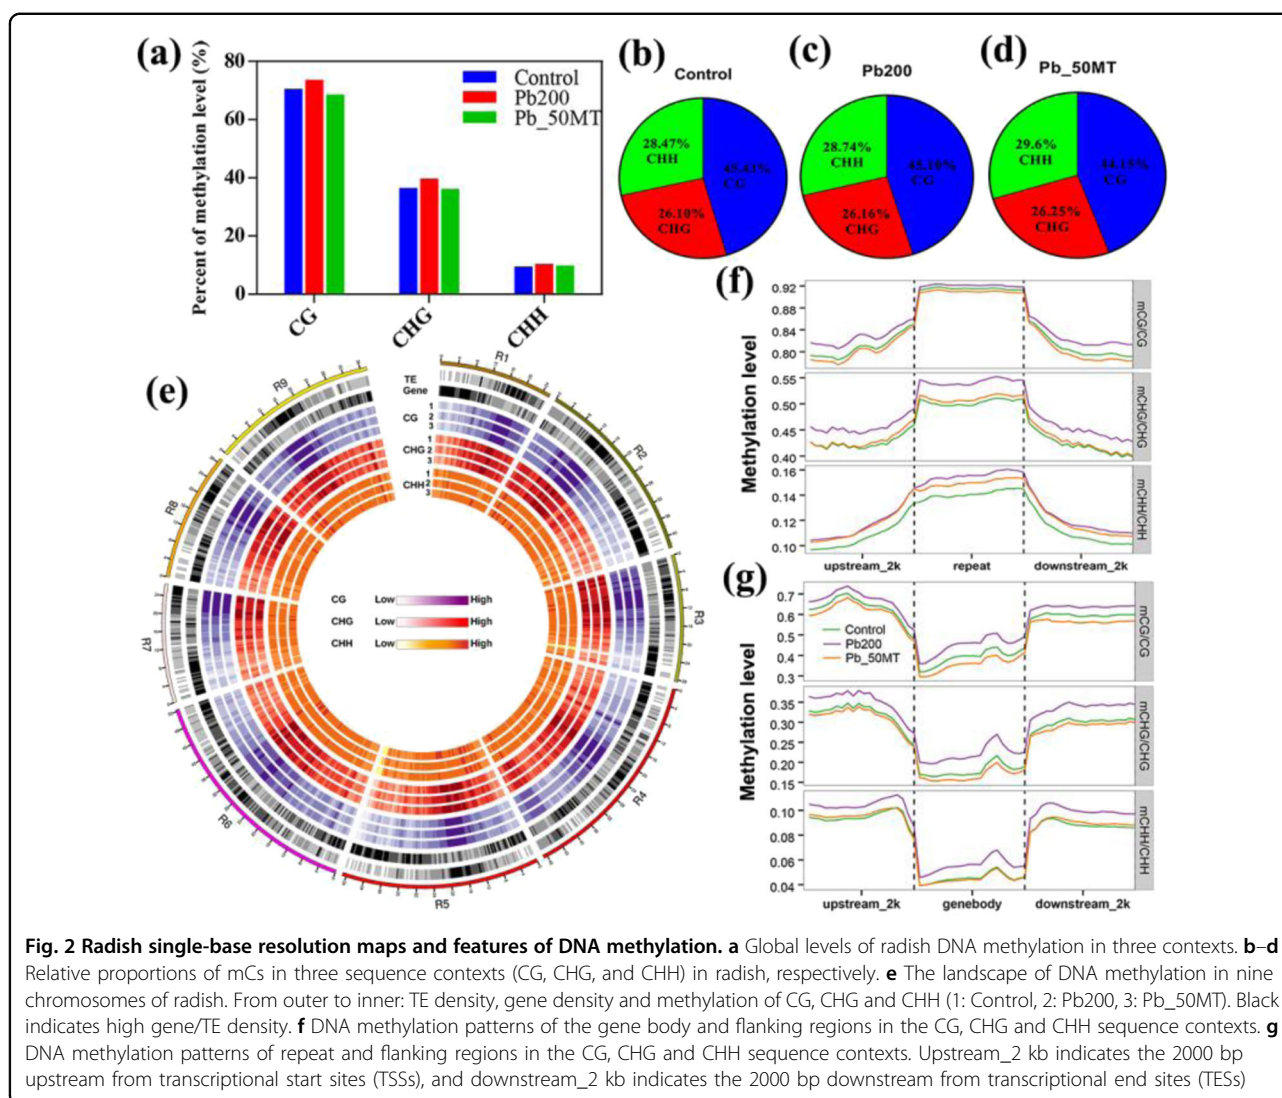 (a)
Percent of methylation level (%)
80
60
40
20
0
CG
CHG
CHH
Control
Pb200
Pb_50MT
(b)
Control
28.47%
CHH
45.43%
CG
26.10%
CHG
(c)
Pb200
28.74%
CHH
45.10%
CG
26.16%
CHG
(d)
Pb_50MT
29.6%
CHH
44.15%
CG
26.25%
CHG
(e)
R1
R2
R3
R4
R5
R6
R7
R8
R9
TE
Gene
CG
1
2
3
CHG
1
2
3
CHH
1
2
3
CG Low High
CHG Low High
CHH Low High
(f)
Methylation level
0.92
0.88
0.84
0.80
mCG/CG
0.55
0.50
0.45
0.40
mCHG/CHG
0.16
0.14
0.12
0.10
mCHH/CHH
upstream_2k repeat downstream_2k
(g)
Methylation level
0.7
0.6
0.5
0.4
0.3
Control
Pb200
Pb_50MT
mCG/CG
0.35
0.30
0.25
0.20
0.15
mCHG/CHG
0.10
0.08
0.06
0.04
mCHH/CHH
upstream_2k genebody downstream_2k
Fig. 2 Radish single-base resolution maps and features of DNA methylation. a Global levels of radish DNA methylation in three contexts. b–d
Relative proportions of mCs in three sequence contexts (CG, CHG, and CHH) in radish, respectively. e The landscape of DNA methylation in nine
chromosomes of radish. From outer to inner: TE density, gene density and methylation of CG, CHG and CHH (1: Control, 2: Pb200, 3: Pb_50MT). Black
indicates high gene/TE density. f DNA methylation patterns of the gene body and flanking regions in the CG, CHG and CHH sequence contexts. g
DNA methylation patterns of repeat and flanking regions in the CG, CHG and CHH sequence contexts. Upstream_2 kb indicates the 2000 bp
upstream from transcriptional start sites (TSSs), and downstream_2 kb indicates the 2000 bp downstream from transcriptional end sites (TESs)